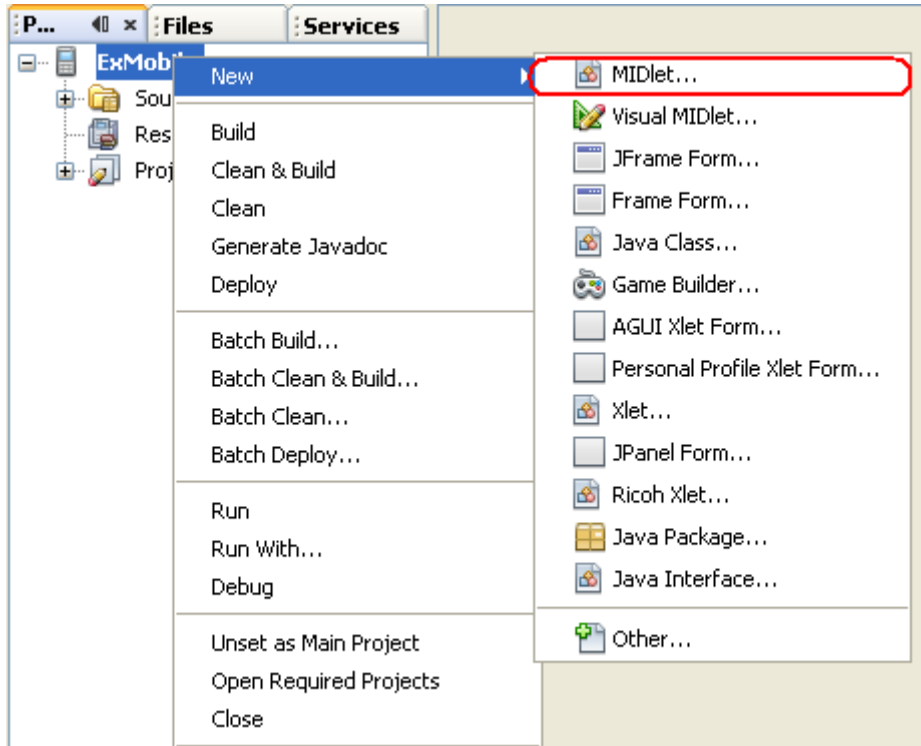 P...
Files
Services
ExMobil
Sou
Res
Proj
New
Build
Clean & Build
Clean
Generate Javadoc
Deploy
Batch Build...
Batch Clean & Build...
Batch Clean...
Batch Deploy...
Run
Run With...
Debug
Unset as Main Project
Open Required Projects
Close
MIDlet...
Visual MIDlet...
JFrame Form...
Frame Form...
Java Class...
Game Builder...
AGUI Xlet Form...
Personal Profile Xlet Form...
Xlet...
JPanel Form...
Ricoh Xlet...
Java Package...
Java Interface...
Other...